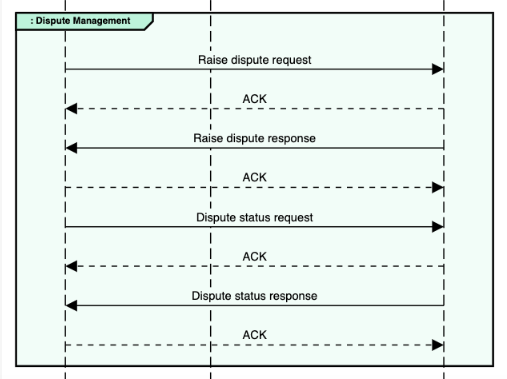 : Dispute Management
Raise dispute request
ACK
Raise dispute response
ACK
Dispute status request
ACK
Dispute status response
ACK